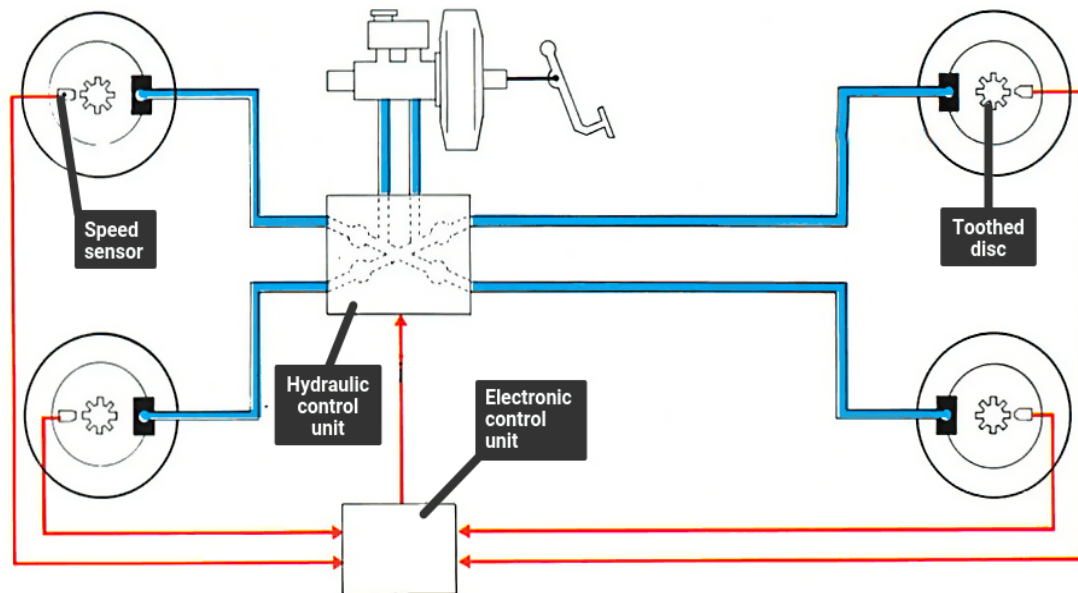 Speed
sensor
Toothed
disc
Hydraulic
control
unit
Electronic
control
unit